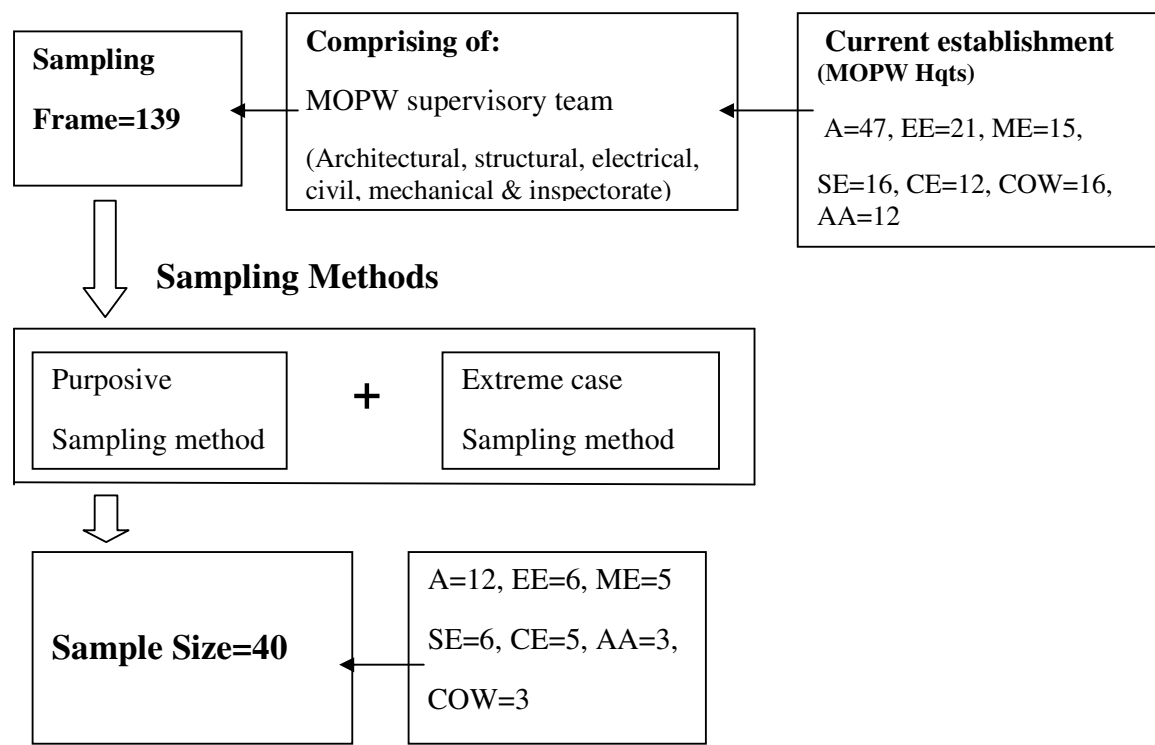 Sampling
Frame=139
Comprising of:
MOPW supervisory team
(Architectural, structural, electrical,
civil, mechanical & inspectorate)
Current establishment
(MOPW Hqts)
A=47, EE=21, ME=15,
SE=16, CE=12, COW=16,
AA=12
Sampling Methods
Purposive
Sampling method
+
Extreme case
Sampling method
Sample Size=40
A=12, EE=6, ME=5
SE=6, CE=5, AA=3,
COW=3